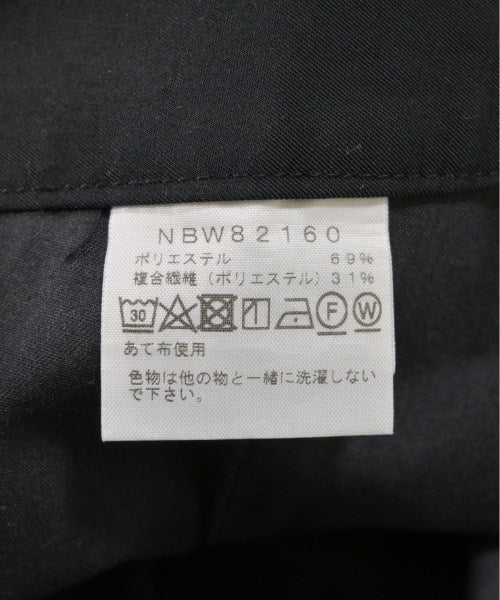 NBW82160
ポリエステル 69%
複合繊維(ポリエステル)31%
30 F W
あて布使用
色物は他の物と一緒に洗濯しない
で下さい。